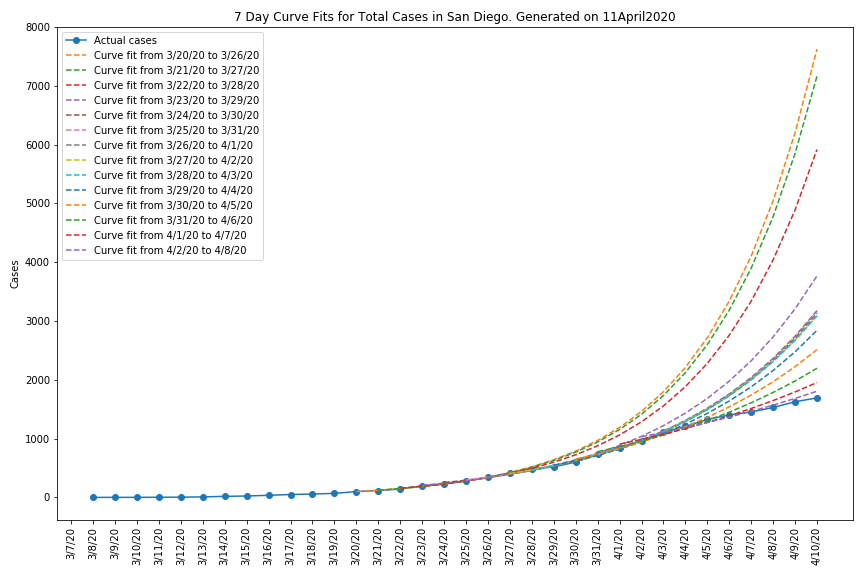 7 Day Curve Fits for Total Cases in San Diego. Generated on 11April2020
Actual cases
Curve fit from 3/20/20 to 3/26/20
Curve fit from 3/21/20 to 3/27/20
Curve fit from 3/22/20 to 3/28/20
Curve fit from 3/23/20 to 3/29/20
Curve fit from 3/24/20 to 3/30/20
Curve fit from 3/25/20 to 3/31/20
Curve fit from 3/26/20 to 4/1/20
Curve fit from 3/27/20 to 4/2/20
Curve fit from 3/28/20 to 4/3/20
Curve fit from 3/29/20 to 4/4/20
Curve fit from 3/30/20 to 4/5/20
Curve fit from 3/31/20 to 4/6/20
Curve fit from 4/1/20 to 4/7/20
Curve fit from 4/2/20 to 4/8/20
Cases
8000
7000
6000
5000
4000
3000
2000
1000
0
3/7/20
3/8/20
3/9/20
3/10/20
3/11/20
3/12/20
3/13/20
3/14/20
3/15/20
3/16/20
3/17/20
3/18/20
3/19/20
3/20/20
3/21/20
3/22/20
3/23/20
3/24/20
3/25/20
3/26/20
3/27/20
3/28/20
3/29/20
3/30/20
3/31/20
4/1/20
4/2/20
4/3/20
4/4/20
4/5/20
4/6/20
4/7/20
4/8/20
4/9/20
4/10/20